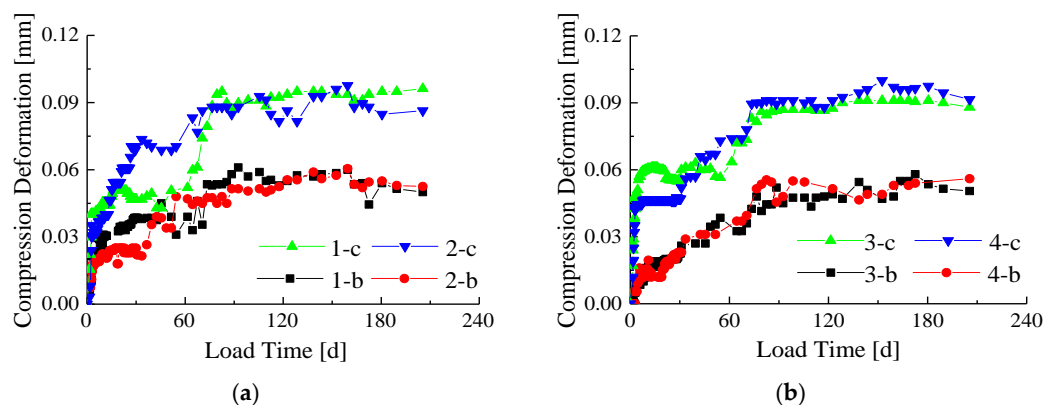 Compression Deformation [mm]
0.12
0.09
0.06
0.03
0.00
1-c 2-c
1-b 2-b
0 60 120 180 240
Load Time [d]
(a)
Compression Deformation [mm]
0.12
0.09
0.06
0.03
0.00
3-c 4-c
3-b 4-b
0 60 120 180 240
Load Time [d]
(b)